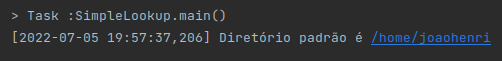 > Task :SimpleLookup.main()
[2022-07-05 19:57:37,206] Diretório padrão é /home/joaohenri